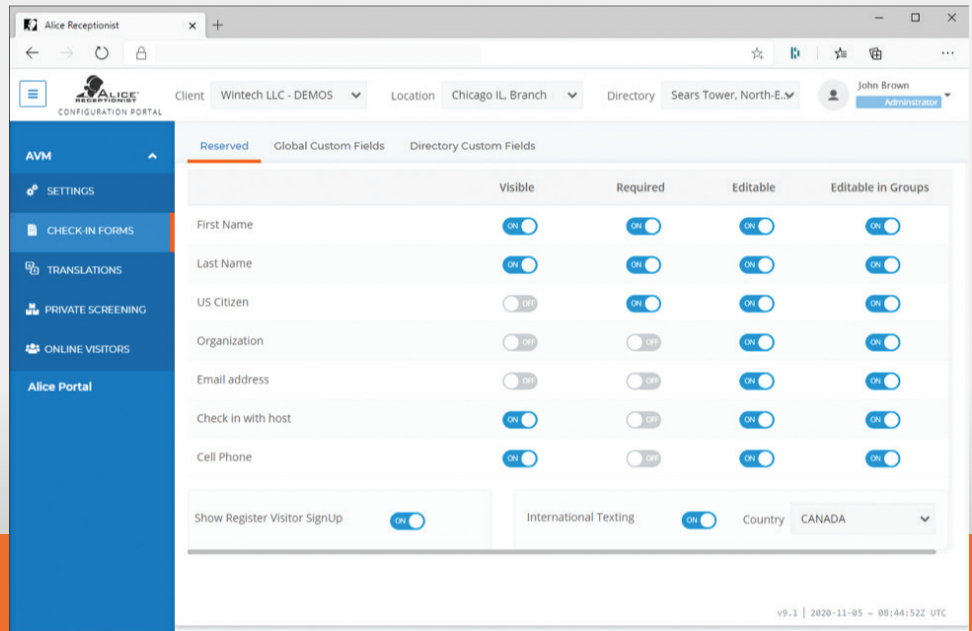 Alice Receptionist
ALICE
RECEPTIONIST
CONFIGURATION PORTAL
Client Wintech LLC - DEMOS Location Chicago IL, Branch Directory Sears Tower, North-E..
John Brown
Adminstrator
AVM
SETTINGS
CHECK-IN FORMS
TRANSLATIONS
PRIVATE SCREENING
ONLINE VISITORS
Alice Portal
Reserved Global Custom Fields Directory Custom Fields
Visible Required Editable Editable in Groups
First Name ON ON ON ON
Last Name ON ON ON ON
US Citizen OFF ON ON ON
Organization OFF OFF ON ON
Email address OFF OFF ON ON
Check in with host ON OFF ON ON
Cell Phone ON OFF ON ON
Show Register Visitor SignUp ON
International Texting ON Country CANADA
v9.1 | 2020-11-05 ~ 08:44:52Z UTC